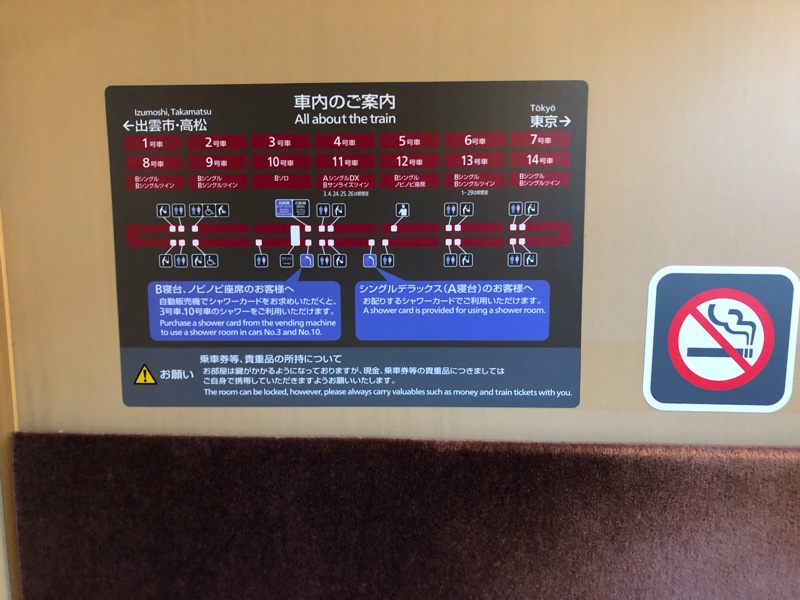 車内のご案内
All about the train
Izumoshi, Takamatsu
←出雲市・高松
Tōkyō
東京→
1号車 2号車 3号車 4号車 5号車 6号車 7号車
8号車 9号車 10号車 11号車 12号車 13号車 14号車
Bシングル Bシングル Bソロ AシングルDX Bシングル Bシングル Bシングル
Bシングルツイン Bシングルツイン Bサンライズツイン ノビノビ座席 Bシングルツイン Bシングルツイン
3.4.24.25.26は禁煙室 1~29は禁煙室
B寝台、ノビノビ座席のお客様へ
自動販売機でシャワーカードをお求めいただくと、
3号車、10号車のシャワーをご利用いただけます。
Purchase a shower card from the vending machine
to use a shower room in cars No.3 and No.10.
シングルデラックス(A寝台)のお客様へ
お配りするシャワーカードでご利用いただけます。
A shower card is provided for using a shower room.
お願い
乗車券等、貴重品の所持について
お部屋は鍵がかかるようになっておりますが、現金、乗車券等の貴重品につきましては
ご自身で携帯していただきますようお願いいたします。
The room can be locked, however, please always carry valuables such as money and train tickets with you.